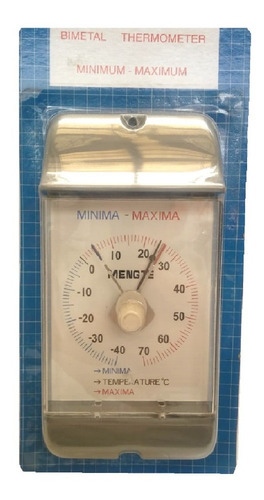 BIMETAL THERMOMETER
MINIMUM - MAXIMUM
MINIMA - MAXIMA
10 20
0 30
MENGTE
-10 40
-20 50
-30 60
-40 70
→MINIMA
→TEMPERATURE°C
→MAXIMA